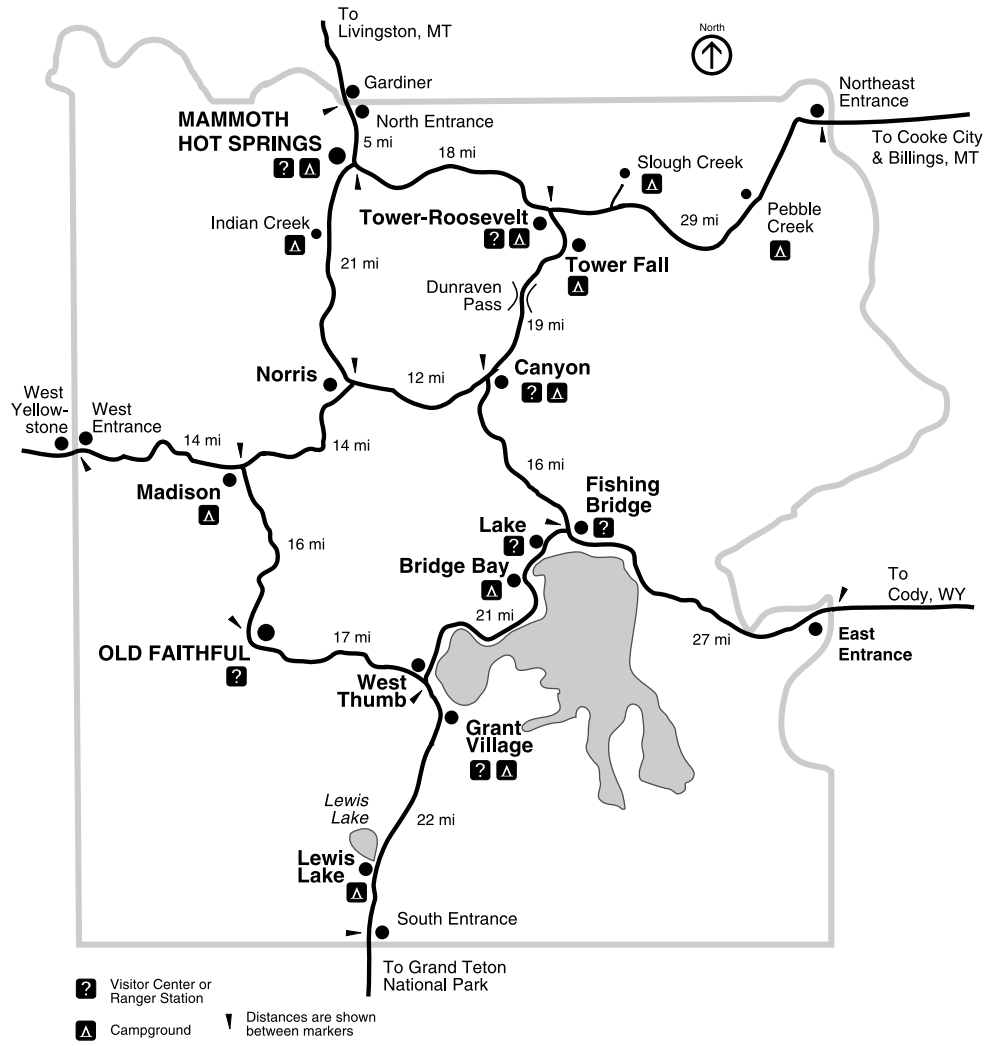 To
Livingston, MT
North
Gardiner
Northeast
Entrance
MAMMOTH
HOT SPRINGS
North Entrance
5 mi
To Cooke City
& Billings, MT
?
18 mi
Slough Creek
Indian Creek
Tower-Roosevelt
?
29 mi
Pebble
Creek
21 mi
Tower Fall
Dunraven
Pass
19 mi
Norris
12 mi
Canyon
?
West
Yellow-
stone
West
Entrance
14 mi
14 mi
Madison
16 mi
Fishing
Bridge
?
Lake
?
16 mi
Bridge Bay
21 mi
To
Cody, WY
27 mi
East
Entrance
OLD FAITHFUL
?
17 mi
West
Thumb
Grant
Village
?
Lewis
Lake
22 mi
Lewis
Lake
South Entrance
To Grand Teton
National Park
?
Visitor Center or
Ranger Station
Campground
Distances are shown
between markers